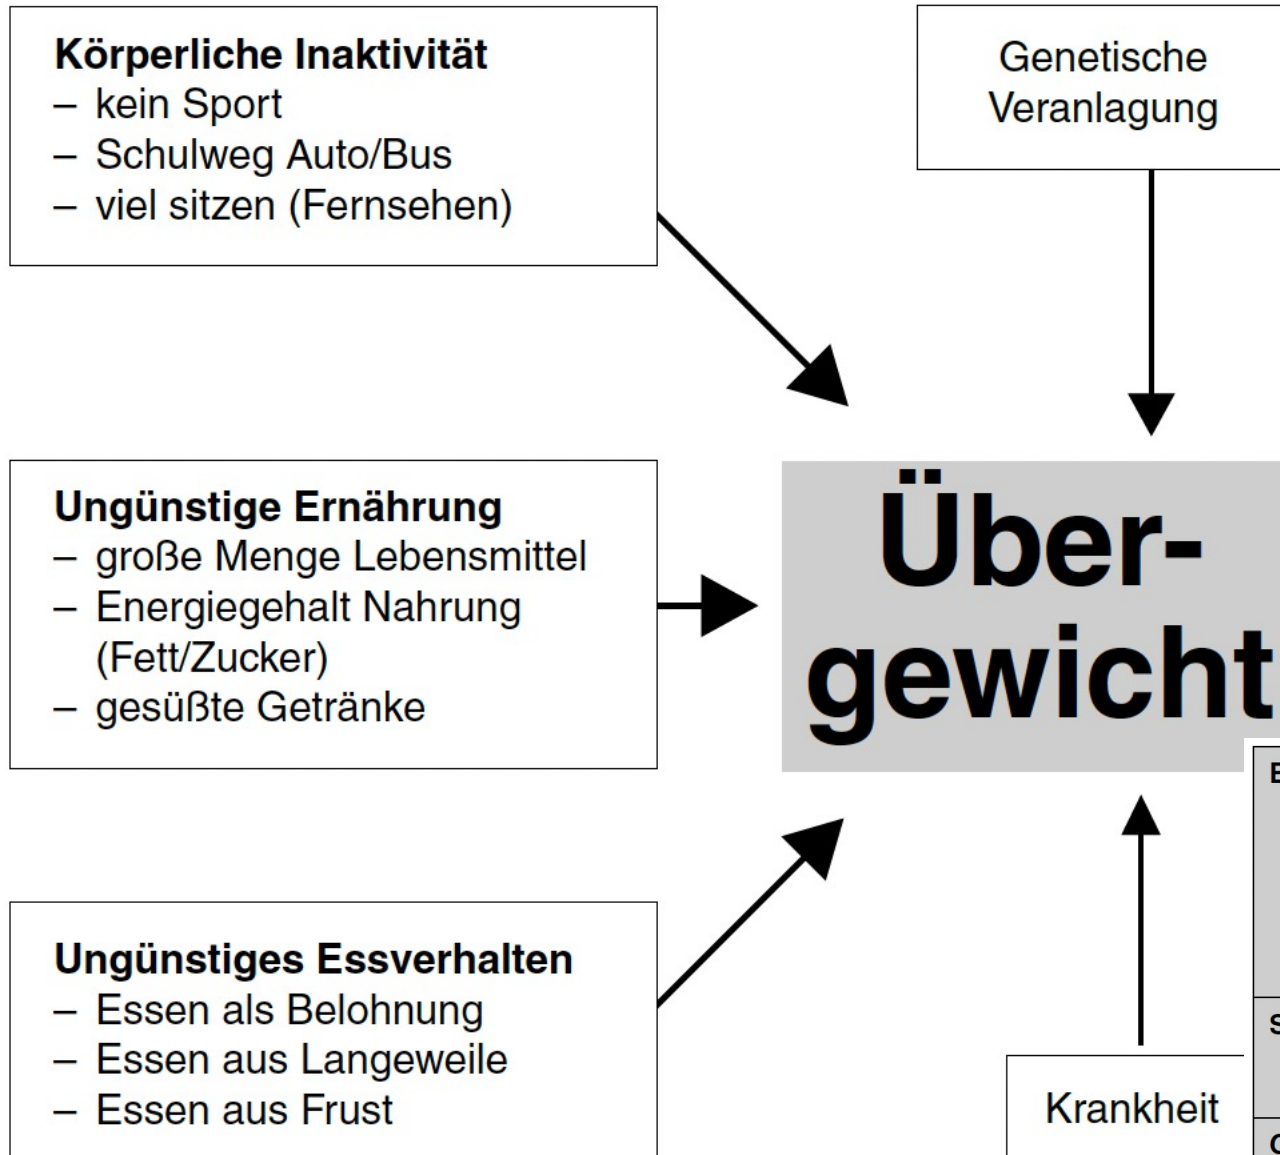 Körperliche Inaktivität
– kein Sport
– Schulweg Auto/Bus
– viel sitzen (Fernsehen)
Genetische
Veranlagung
Ungünstige Ernährung
– große Menge Lebensmittel
– Energiegehalt Nahrung
(Fett/Zucker)
– gesüßte Getränke
Über-
gewicht
Ungünstiges Essverhalten
– Essen als Belohnung
– Essen aus Langeweile
– Essen aus Frust
Krankheit